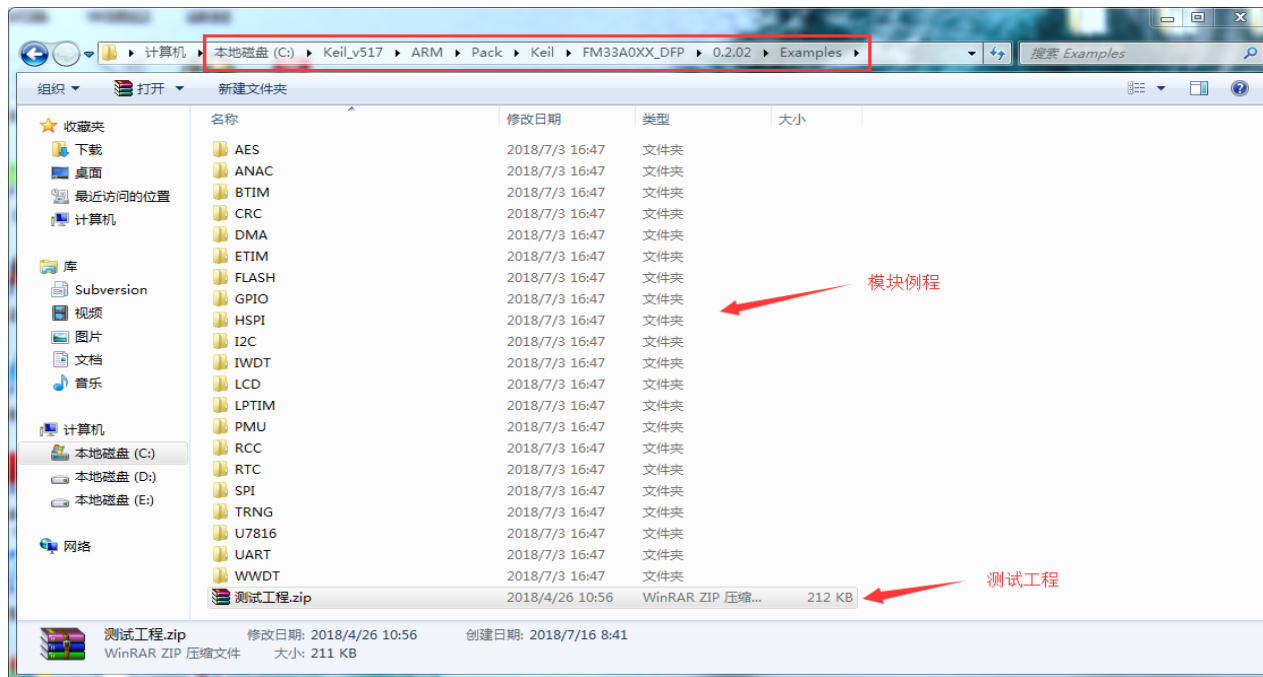 计算机 本地磁盘 (C:) Keil_v517 ARM Pack Keil FM33A0XX_DFP 0.2.02 Examples 搜索 Examples
组织 打开 新建文件夹
名称 修改日期 类型 大小
收藏夹
下载
桌面
最近访问的位置
计算机
库
Subversion
视频
图片
文档
音乐
计算机
本地磁盘 (C:)
本地磁盘 (D:)
本地磁盘 (E:)
网络
AES 2018/7/3 16:47 文件夹
ANAC 2018/7/3 16:47 文件夹
BTIM 2018/7/3 16:47 文件夹
CRC 2018/7/3 16:47 文件夹
DMA 2018/7/3 16:47 文件夹
ETIM 2018/7/3 16:47 文件夹
FLASH 2018/7/3 16:47 文件夹
GPIO 2018/7/3 16:47 文件夹
HSPI 2018/7/3 16:47 文件夹
I2C 2018/7/3 16:47 文件夹
IWDT 2018/7/3 16:47 文件夹
LCD 2018/7/3 16:47 文件夹
LPTIM 2018/7/3 16:47 文件夹
PMU 2018/7/3 16:47 文件夹
RCC 2018/7/3 16:47 文件夹
RTC 2018/7/3 16:47 文件夹
SPI 2018/7/3 16:47 文件夹
TRNG 2018/7/3 16:47 文件夹
U7816 2018/7/3 16:47 文件夹
UART 2018/7/3 16:47 文件夹
WWDT 2018/7/3 16:47 文件夹
测试工程.zip 2018/4/26 10:56 WinRAR ZIP 压缩... 212 KB
模块例程
测试工程
测试工程.zip 修改日期: 2018/4/26 10:56 创建日期: 2018/7/16 8:41
WinRAR ZIP 压缩文件 大小: 211 KB